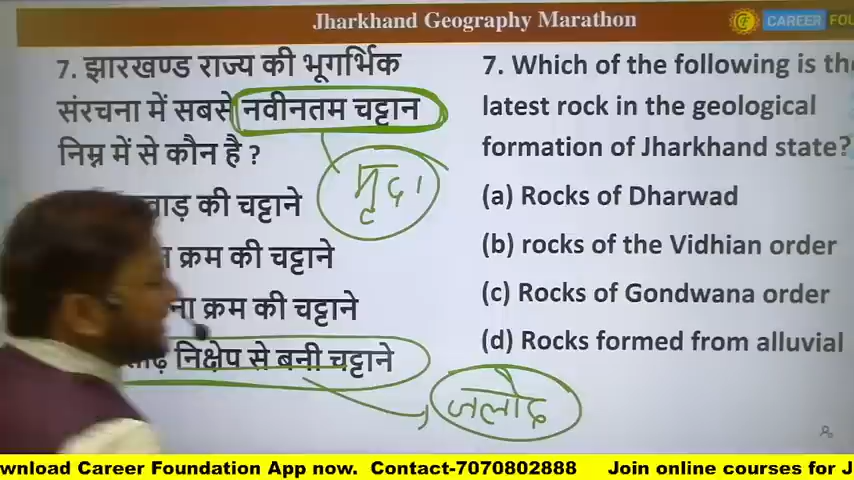 Jharkhand Geography Marathon
CAREER FOU
7. झारखण्ड राज्य की भूगर्भिक
संरचना में सबसे नवीनतम चट्टान
निम्न में से कौन है ?
की चट्टाने
क्रम की चट्टाने
क्रम की चट्टाने
निक्षेप से बनी चट्टाने
मृदा
जलोढ़
7. Which of the following is the
latest rock in the geological
formation of Jharkhand state?
(a) Rocks of Dharwad
(b) rocks of the Vidhian order
(c) Rocks of Gondwana order
(d) Rocks formed from alluvial
wnload Career Foundation App now. Contact-7070802888 Join online courses for J